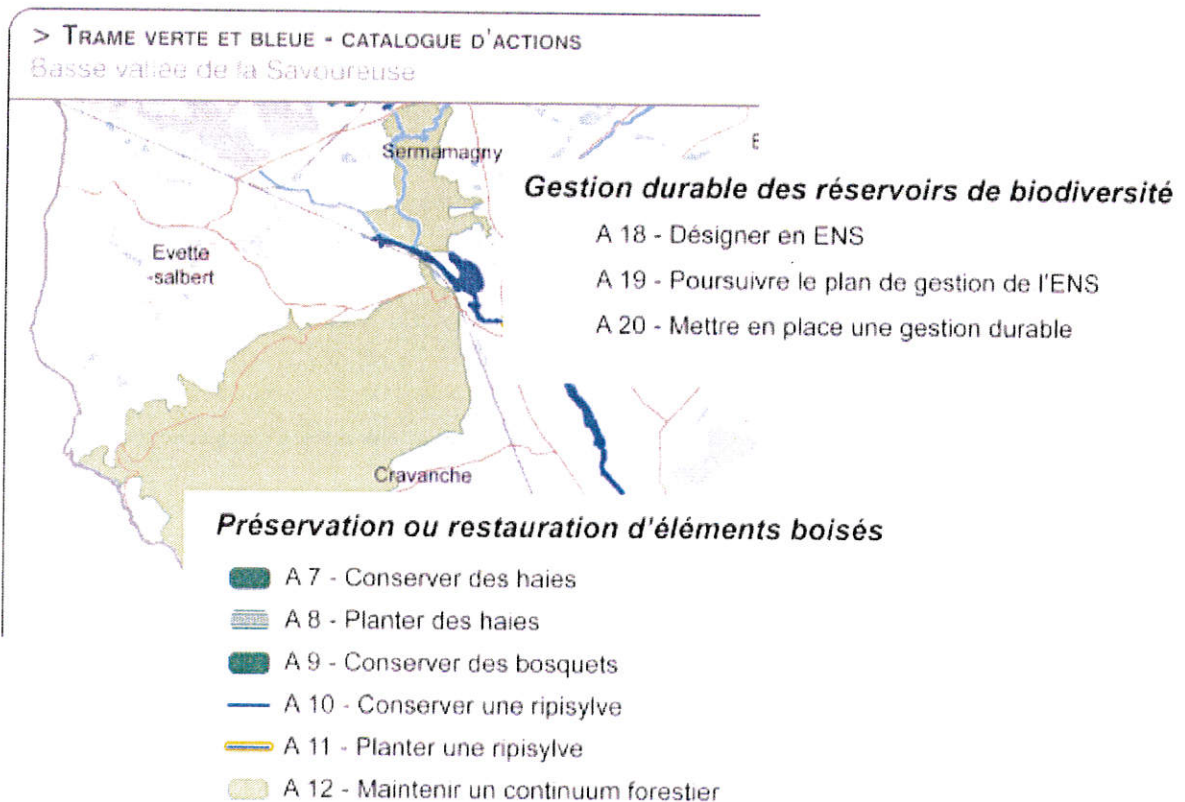 > TRAME VERTE ET BLEUE - CATALOGUE D'ACTIONS
Basse vallée de la Savoureuse
Sermamagny
E
Evette
-salbert
Cravanche
Gestion durable des réservoirs de biodiversité
A 18 - Désigner en ENS
A 19 - Poursuivre le plan de gestion de l'ENS
A 20 - Mettre en place une gestion durable
Préservation ou restauration d'éléments boisés
A 7 - Conserver des haies
A 8 - Planter des haies
A 9 - Conserver des bosquets
A 10 - Conserver une ripisylve
A 11 - Planter une ripisylve
A 12 - Maintenir un continuum forestier